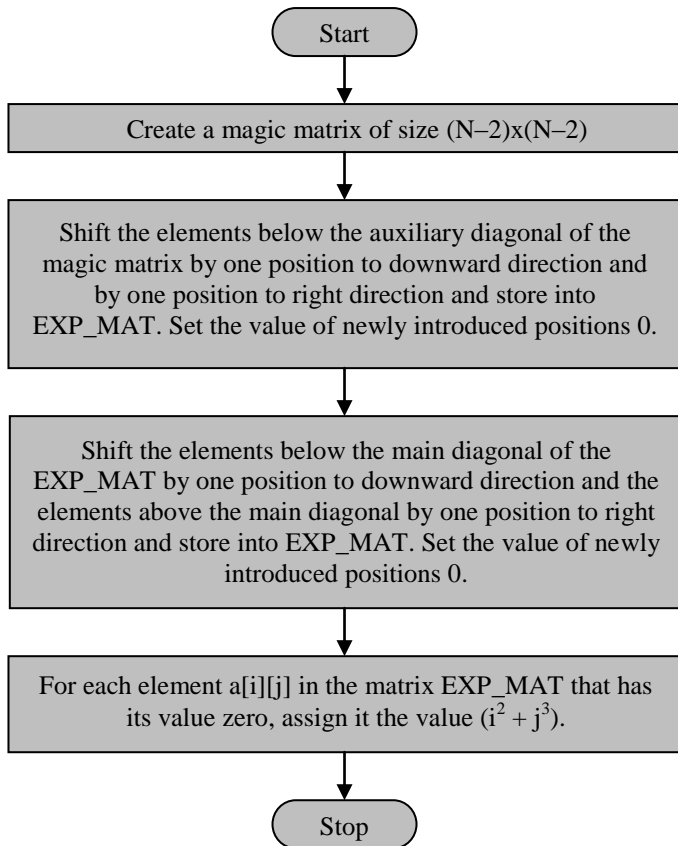 Start
Create a magic matrix of size (N–2)x(N–2)
Shift the elements below the auxiliary diagonal of the
magic matrix by one position to downward direction and
by one position to right direction and store into
EXP_MAT. Set the value of newly introduced positions 0.
Shift the elements below the main diagonal of the
EXP_MAT by one position to downward direction and the
elements above the main diagonal by one position to right
direction and store into EXP_MAT. Set the value of newly
introduced positions 0.
For each element a[i][j] in the matrix EXP_MAT that has
its value zero, assign it the value (i² + j³).
Stop